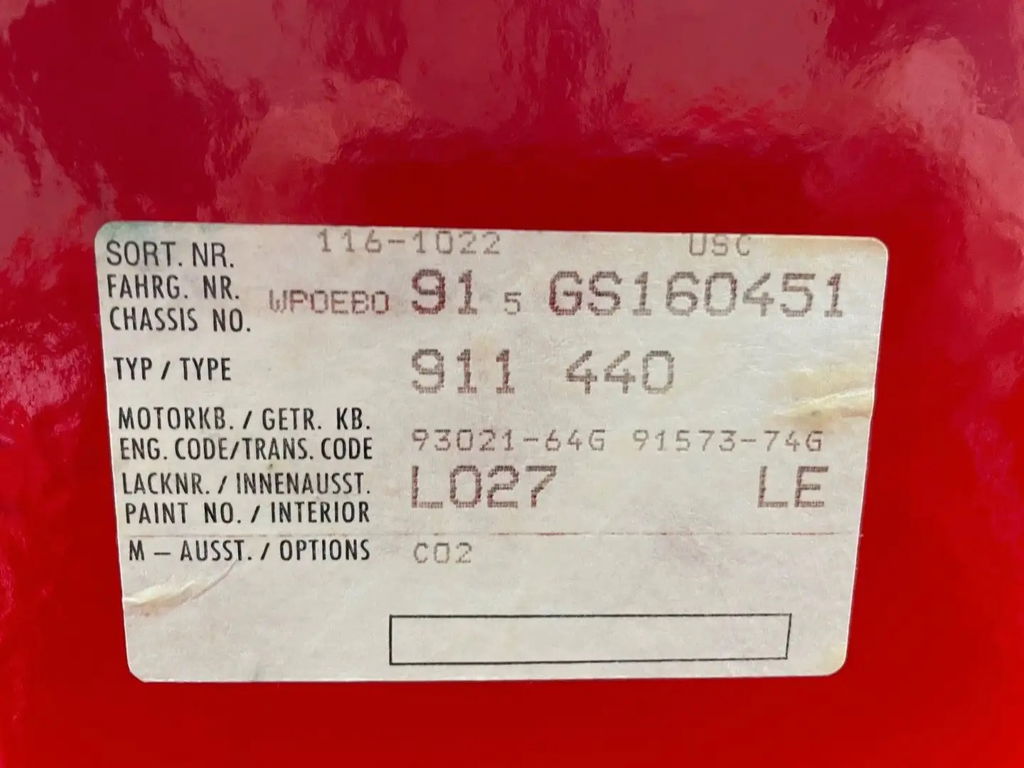 SORT. NR. 116-1022 USC
FAHRG. NR.
CHASSIS NO. WP0EB0 91 5 GS160451
TYP / TYPE 911 440
MOTORKB. / GETR. KB.
ENG. CODE/TRANS. CODE 93021-64G 91573-74G
LACKNR. / INNENAUSST.
PAINT NO. / INTERIOR L027 LE
M – AUSST. / OPTIONS C02